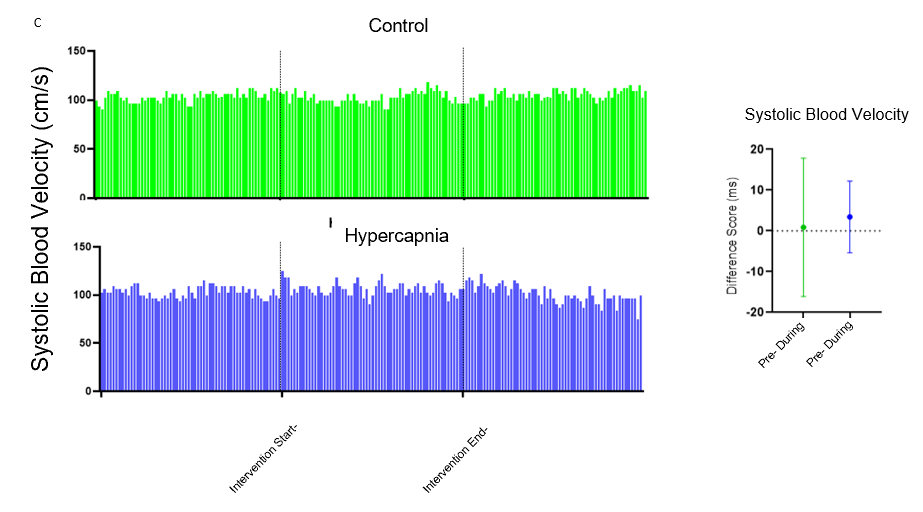 C
Control
Systolic Blood Velocity (cm/s)
150
100
50
0
Hypercapnia
150
100
50
0
Intervention Start-
Intervention End-
Systolic Blood Velocity
Difference Score (ms)
20
10
0
-10
-20
Pre- During
Pre- During